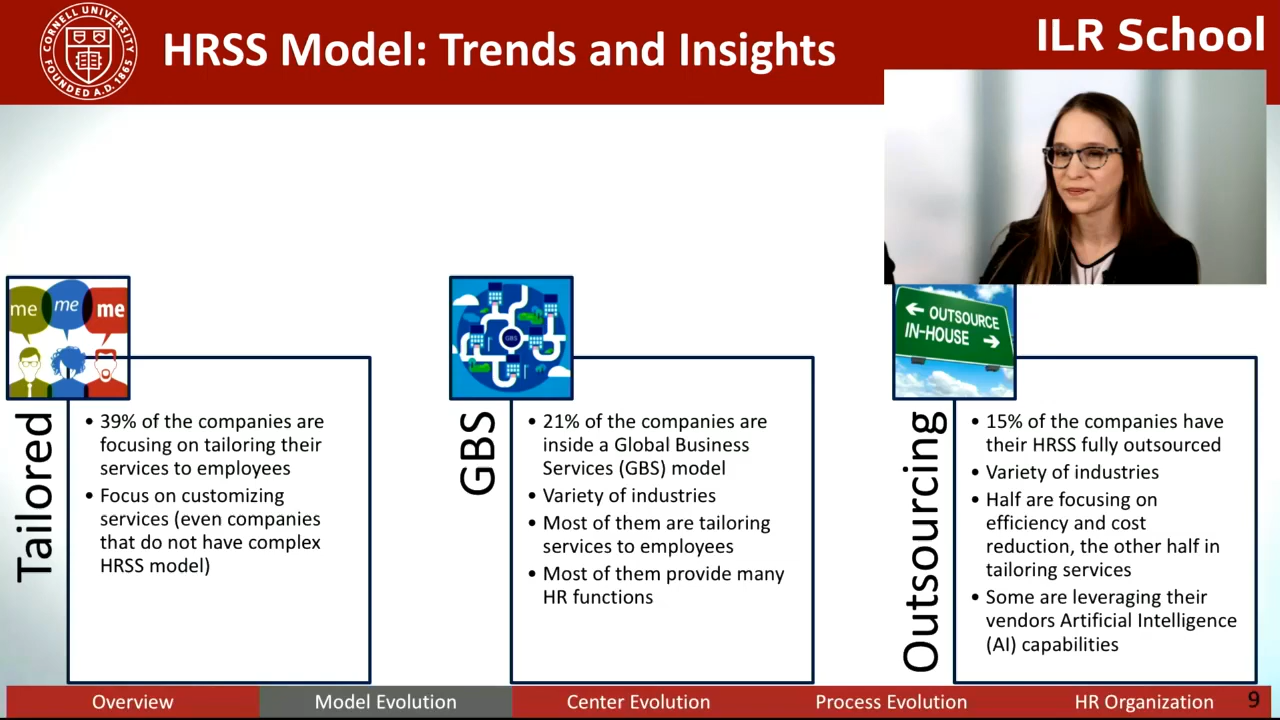 CORNELL UNIVERSITY
FOUNDED A.D. 1865
HRSS Model: Trends and Insights
ILR School
me me me
Tailored
• 39% of the companies are
focusing on tailoring their
services to employees
• Focus on customizing
services (even companies
that do not have complex
HRSS model)
GBS
GBS
• 21% of the companies are
inside a Global Business
Services (GBS) model
• Variety of industries
• Most of them are tailoring
services to employees
• Most of them provide many
HR functions
← OUTSOURCE
IN-HOUSE →
Outsourcing
• 15% of the companies have
their HRSS fully outsourced
• Variety of industries
• Half are focusing on
efficiency and cost
reduction, the other half in
tailoring services
• Some are leveraging their
vendors Artificial Intelligence
(AI) capabilities
Overview
Model Evolution
Center Evolution
Process Evolution
HR Organization
9